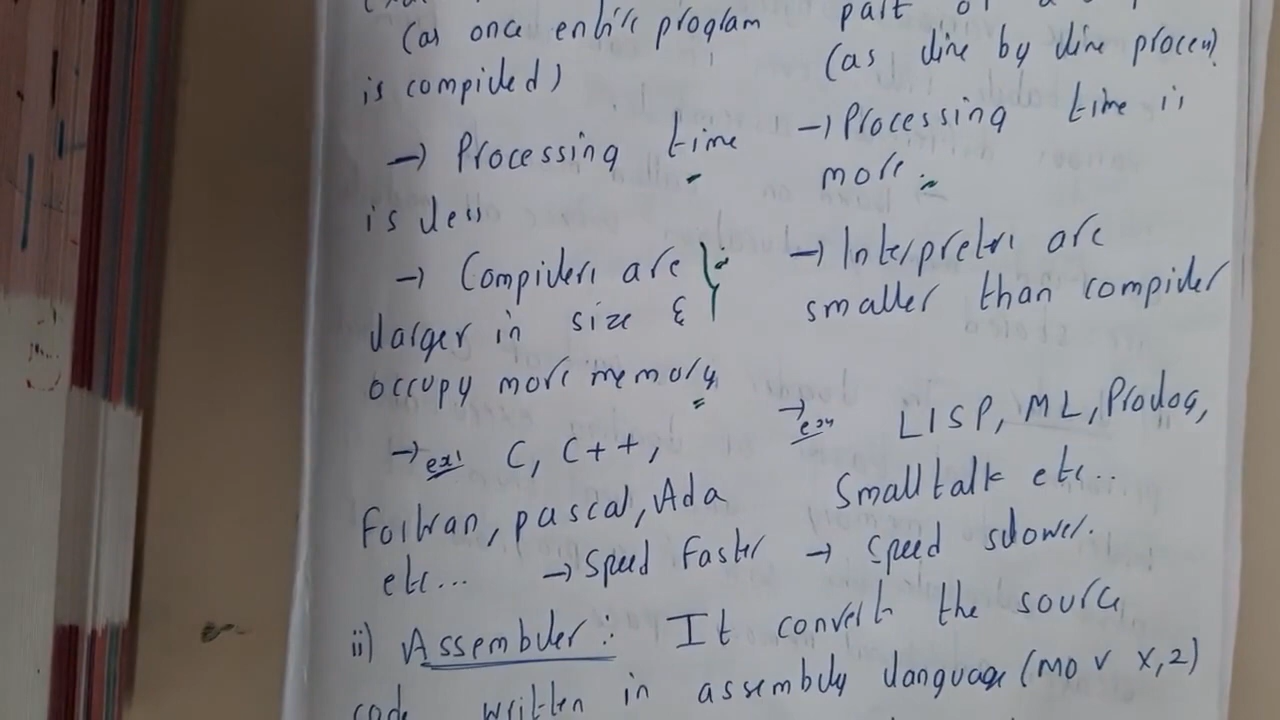 (as once entire program
part of a
is compiled)
(as line by line process)
→ Processing time
→ Processing time is
is less
more.
→ Compilers are
→ Interpreters are
larger in size &
smaller than compiler
occupy more memory
→ ex: C, C++,
→ ex: LISP, ML, Prolog,
Fortran, pascal, Ada
Smalltalk etc...
etc... → Speed Faster → Speed slower.
ii) Assembler: It converts the source
code written in assembly language (mov x,2)